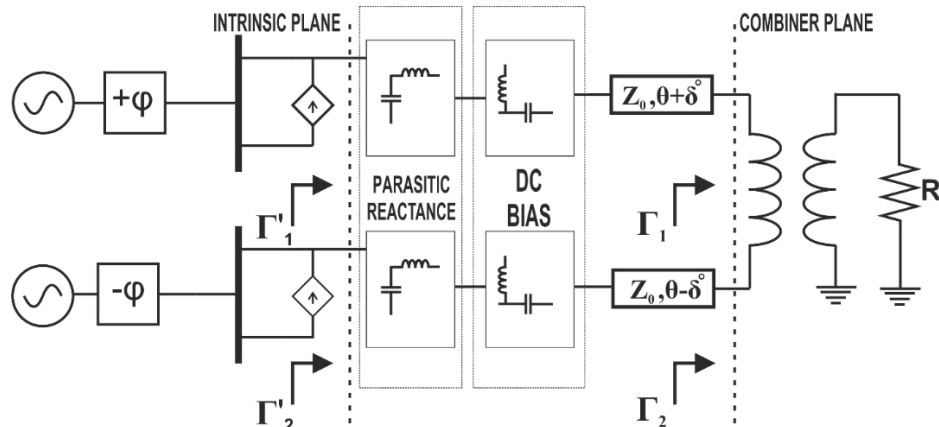 INTRINSIC PLANE
COMBINER PLANE
+φ
Z₀,θ+δ°
Γ'₁
PARASITIC
REACTANCE
DC
BIAS
Γ₁
R
-φ
Z₀,θ-δ°
Γ'₂
Γ₂